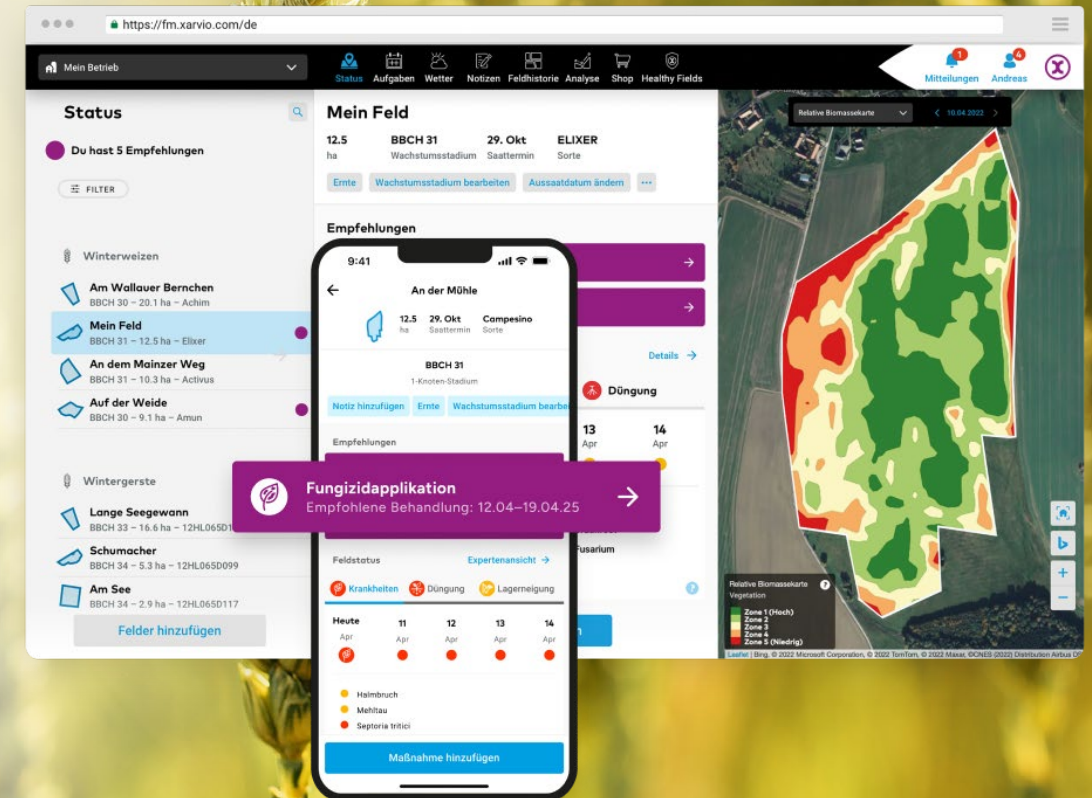 https://fm.xarvio.com/de
Mein Betrieb
Status Aufgaben Wetter Notizen Feldhistorie Analyse Shop Healthy Fields
1
Mitteilungen
4
Andreas
Status
Du hast 5 Empfehlungen
FILTER
Winterweizen
Am Wallauer Bernchen
BBCH 30 – 20.1 ha – Achim
Mein Feld
BBCH 31 – 12.5 ha – Elixer
An dem Mainzer Weg
BBCH 31 – 10.3 ha – Activus
Auf der Weide
BBCH 30 – 9.1 ha – Amun
Wintergerste
Lange Seegewann
BBCH 33 – 16.6 ha – 12HL065D1
Schumacher
BBCH 34 – 5.3 ha – 12HL065D099
Am See
BBCH 34 – 2.9 ha – 12HL065D117
Felder hinzufügen
Mein Feld
12.5 BBCH 31 29. Okt ELIXER
ha Wachstumsstadium Saattermin Sorte
Ernte Wachstumsstadium bearbeiten Aussaatdatum ändern ...
Empfehlungen
Details
Düngung
13 14
Apr Apr
Fusarium
9:41
An der Mühle
12.5 29. Okt Campesino
ha Saattermin Sorte
BBCH 31
1-Knoten-Stadium
Notiz hinzufügen Ernte Wachstumsstadium bearbei
Empfehlungen
Fungizidapplikation
Empfohlene Behandlung: 12.04–19.04.25
Feldstatus Expertenansicht
Krankheiten Düngung Lagerneigung
Heute 11 12 13 14
Apr Apr Apr Apr Apr
Halmbruch
Mehltau
Septoria tritici
Maßnahme hinzufügen
Relative Biomassekarte
10.04.2022
Relative Biomassekarte ?
Vegetation
Zone 1 (Hoch)
Zone 2
Zone 3
Zone 4
Zone 5 (Niedrig)
Leaflet | Bing, © 2022 Microsoft Corporation, © 2022 TomTom, © 2022 Maxar, ©CNES (2022) Distribution Airbus D